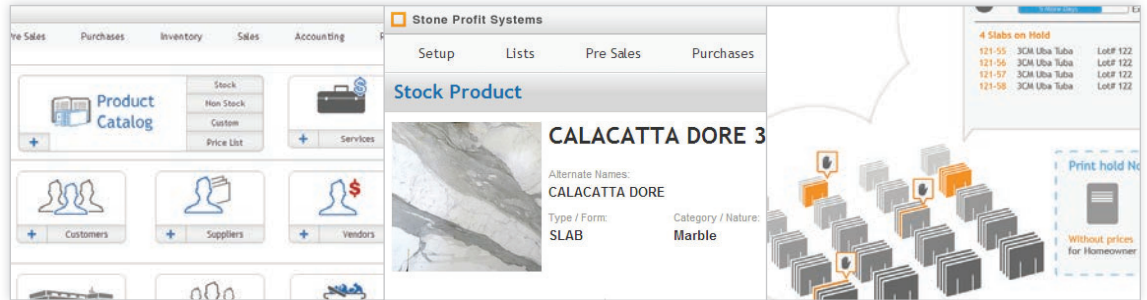 Pre Sales Purchases Inventory Sales Accounting
Product
Catalog
Stock
Non Stock
Custom
Price List
Services
Customers
Suppliers
Vendors
Stone Profit Systems
Setup Lists Pre Sales Purchases
Stock Product
CALACATTA DORE 3
Alternate Names:
CALACATTA DORE
Type / Form: Category / Nature:
SLAB Marble
4 Slabs on Hold
121-55 3CM Uba Tuba Lot# 122
121-56 3CM Uba Tuba Lot# 122
121-57 3CM Uba Tuba Lot# 122
121-58 3CM Uba Tuba Lot# 122
Print hold No
Without prices
for Homeowner